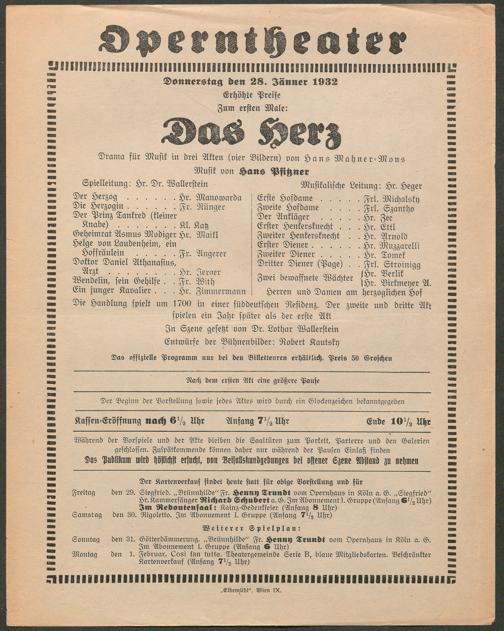 Operntheater
Donnerstag den 28. Jänner 1932
Erhöhte Preise
Zum ersten Male:
Das Herz
Drama für Musik in drei Akten (vier Bildern) von Hans Mahner-Mons
Musik von Hans Pfitzner
Spielleitung: Hr. Dr. Wallerstein
Musikalische Leitung: Hr. Heger
Der Herzog . . . . . . . . Hr. Manowarda
Die Herzogin . . . . . . . Fr. Rünger
Der Prinz Tankred (kleiner
Knabe) . . . . . . . . Kl. Katz
Geheimrat Asmus Modiger Hr. Maikl
Helge von Laudenheim, ein
Hoffräulein . . . . . . Fr. Angerer
Doktor Daniel Athanasius,
Arzt . . . . . . . . . Hr. Jerger
Wendelin, sein Gehilfe . . Fr. With
Ein junger Kavalier . . . Hr. Zimmermann
Erste Hofdame . . . . . . Frl. Michalsky
Zweite Hofdame . . . . . Frl. Szantho
Der Ankläger . . . . . . Hr. Zec
Erster Henkersknecht . . . Hr. Ettl
Zweiter Henkersknecht . . Hr. Arnold
Erster Diener . . . . . . Hr. Muzzarelli
Zweiter Diener . . . . . Hr. Tomek
Dritter Diener (Page) . . Frl. Stroinigg
Zwei bewaffnete Wächter {Hr. Berlik
{Hr. Birkmeyer A.
Herren und Damen am herzoglichen Hof
Die Handlung spielt um 1700 in einer süddeutschen Residenz. Der zweite und dritte Akt
spielen ein Jahr später als der erste Akt
In Szene gesetzt von Dr. Lothar Wallerstein
Entwürfe der Bühnenbilder: Robert Kautsky
Das offizielle Programm nur bei den Billetteuren erhältlich. Preis 50 Groschen
Nach dem ersten Akt eine größere Pause
Der Beginn der Vorstellung sowie jedes Aktes wird durch ein Glockenzeichen bekanntgegeben
Kassen-Eröffnung nach 6½ Uhr Anfang 7½ Uhr Ende 10½ Uhr
Während der Vorspiele und der Akte bleiben die Saaltüren zum Parkett, Parterre und den Galerien
geschlossen. Zuspätkommende können daher nur während der Pausen Einlaß finden
Das Publikum wird höflichst ersucht, von Beifallskundgebungen bei offener Szene Abstand zu nehmen
Der Kartenverkauf findet heute statt für obige Vorstellung und für
Freitag den 29. Siegfried. „Brünnhilde“ Fr. Henny Trundt vom Opernhaus in Köln a. G. „Siegfried“
Hr. Kammersänger Richard Schubert a. G. Im Abonnement I. Gruppe (Anfang 6½ Uhr)
Im Redoutensaal: Kainz-Gedenkfeier (Anfang 8 Uhr)
Samstag den 30. Rigoletto. Im Abonnement I. Gruppe (Anfang 7½ Uhr)
Weiterer Spielplan:
Sonntag den 31. Götterdämmerung. „Brünnhilde“ Fr. Henny Trundt vom Opernhaus in Köln a. G.
Im Abonnement I. Gruppe (Anfang 6 Uhr)
Montag den 1. Februar. Cosi fan tutte. Theatergemeinde Serie B, blaue Mitgliedskarten. Beschränkter
Kartenverkauf (Anfang 7½ Uhr)
„Elbemühl“, Wien IX.